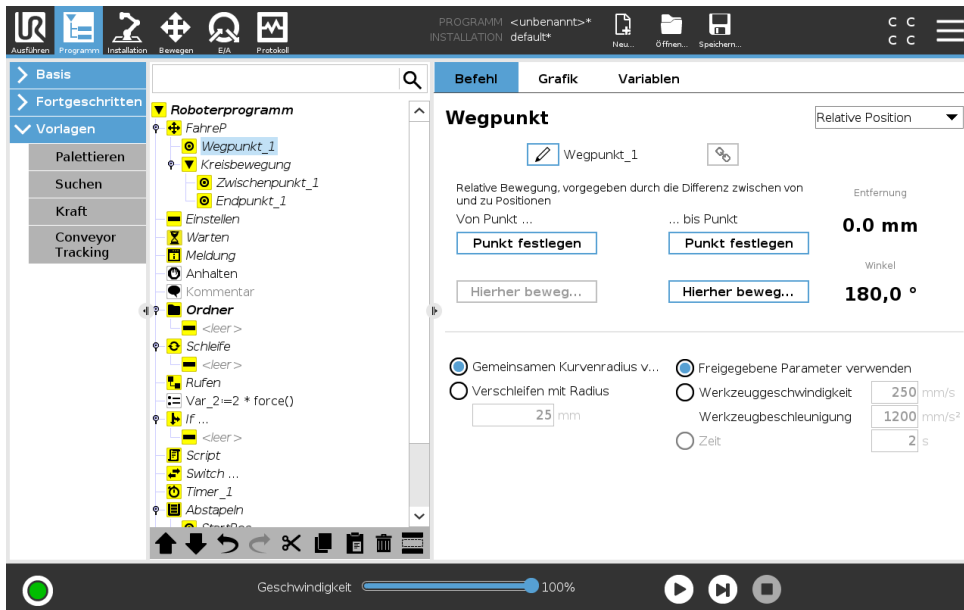 UR
Ausführen
Programm
Installation
Bewegen
E/A
Protokoll
PROGRAMM <unbenannt>*
INSTALLATION default*
Neu...
Öffnen...
Speichern...
C C
C C
Basis
Fortgeschritten
Vorlagen
Palettieren
Suchen
Kraft
Conveyor
Tracking
Roboterprogramm
FahreP
Wegpunkt_1
Kreisbewegung
Zwischenpunkt_1
Endpunkt_1
Einstellen
Warten
Meldung
Anhalten
Kommentar
Ordner
<leer>
Schleife
<leer>
Rufen
Var_2:=2 * force()
If ...
<leer>
Script
Switch ...
Timer_1
Abstapeln
Befehl
Grafik
Variablen
Wegpunkt
Relative Position
Wegpunkt_1
Relative Bewegung, vorgegeben durch die Differenz zwischen von
und zu Positionen
Von Punkt ...
... bis Punkt
Punkt festlegen
Punkt festlegen
Hierher beweg...
Hierher beweg...
Entfernung
0.0 mm
Winkel
180,0 °
Gemeinsamen Kurvenradius v...
Verschleifen mit Radius
25 mm
Freigegebene Parameter verwenden
Werkzeuggeschwindigkeit 250 mm/s
Werkzeugbeschleunigung 1200 mm/s²
Zeit 2 s
Geschwindigkeit 100%